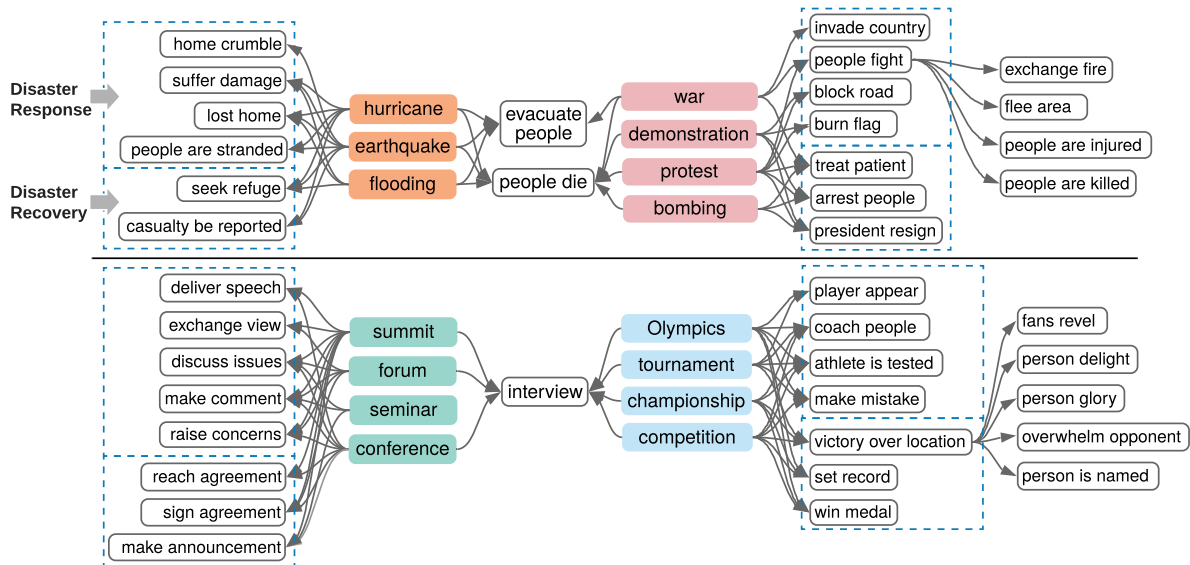 Disaster
Response
Disaster
Recovery
home crumble
suffer damage
lost home
people are stranded
seek refuge
casualty be reported
hurricane
earthquake
flooding
evacuate
people
people die
war
demonstration
protest
bombing
invade country
people fight
block road
burn flag
treat patient
arrest people
president resign
exchange fire
flee area
people are injured
people are killed
deliver speech
exchange view
discuss issues
make comment
raise concerns
reach agreement
sign agreement
make announcement
summit
forum
seminar
conference
interview
Olympics
tournament
championship
competition
player appear
coach people
athlete is tested
make mistake
victory over location
set record
win medal
fans revel
person delight
person glory
overwhelm opponent
person is named